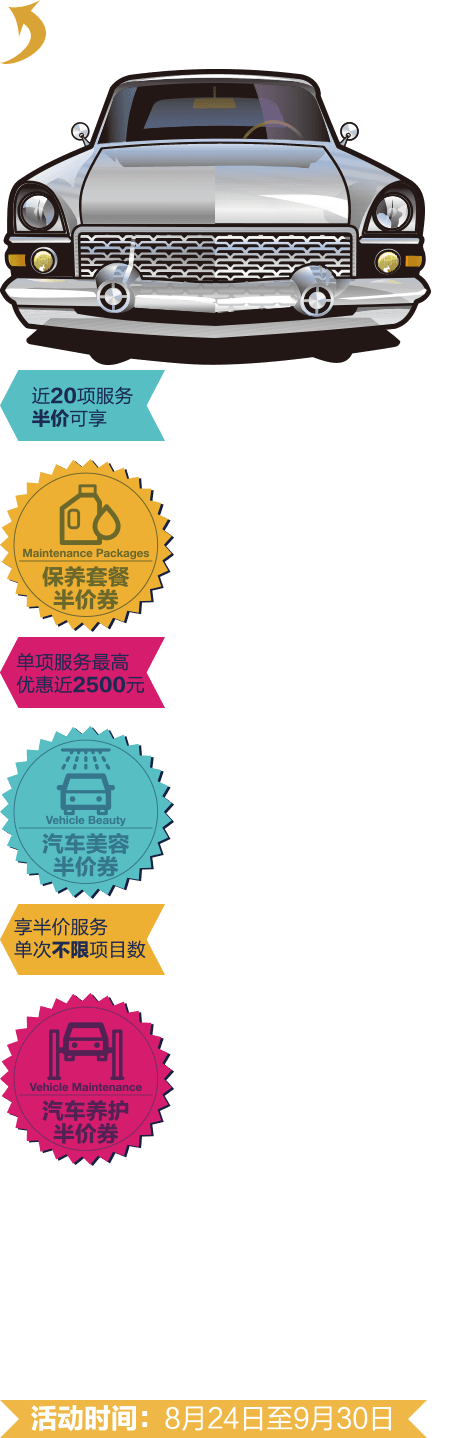 近20项服务
半价可享
Maintenance Packages
保养套餐
半价券
单项服务最高
优惠近2500元
Vehicle Beauty
汽车美容
半价券
享半价服务
单次不限项目数
Vehicle Maintenance
汽车养护
半价券
活动时间：8月24日至9月30日